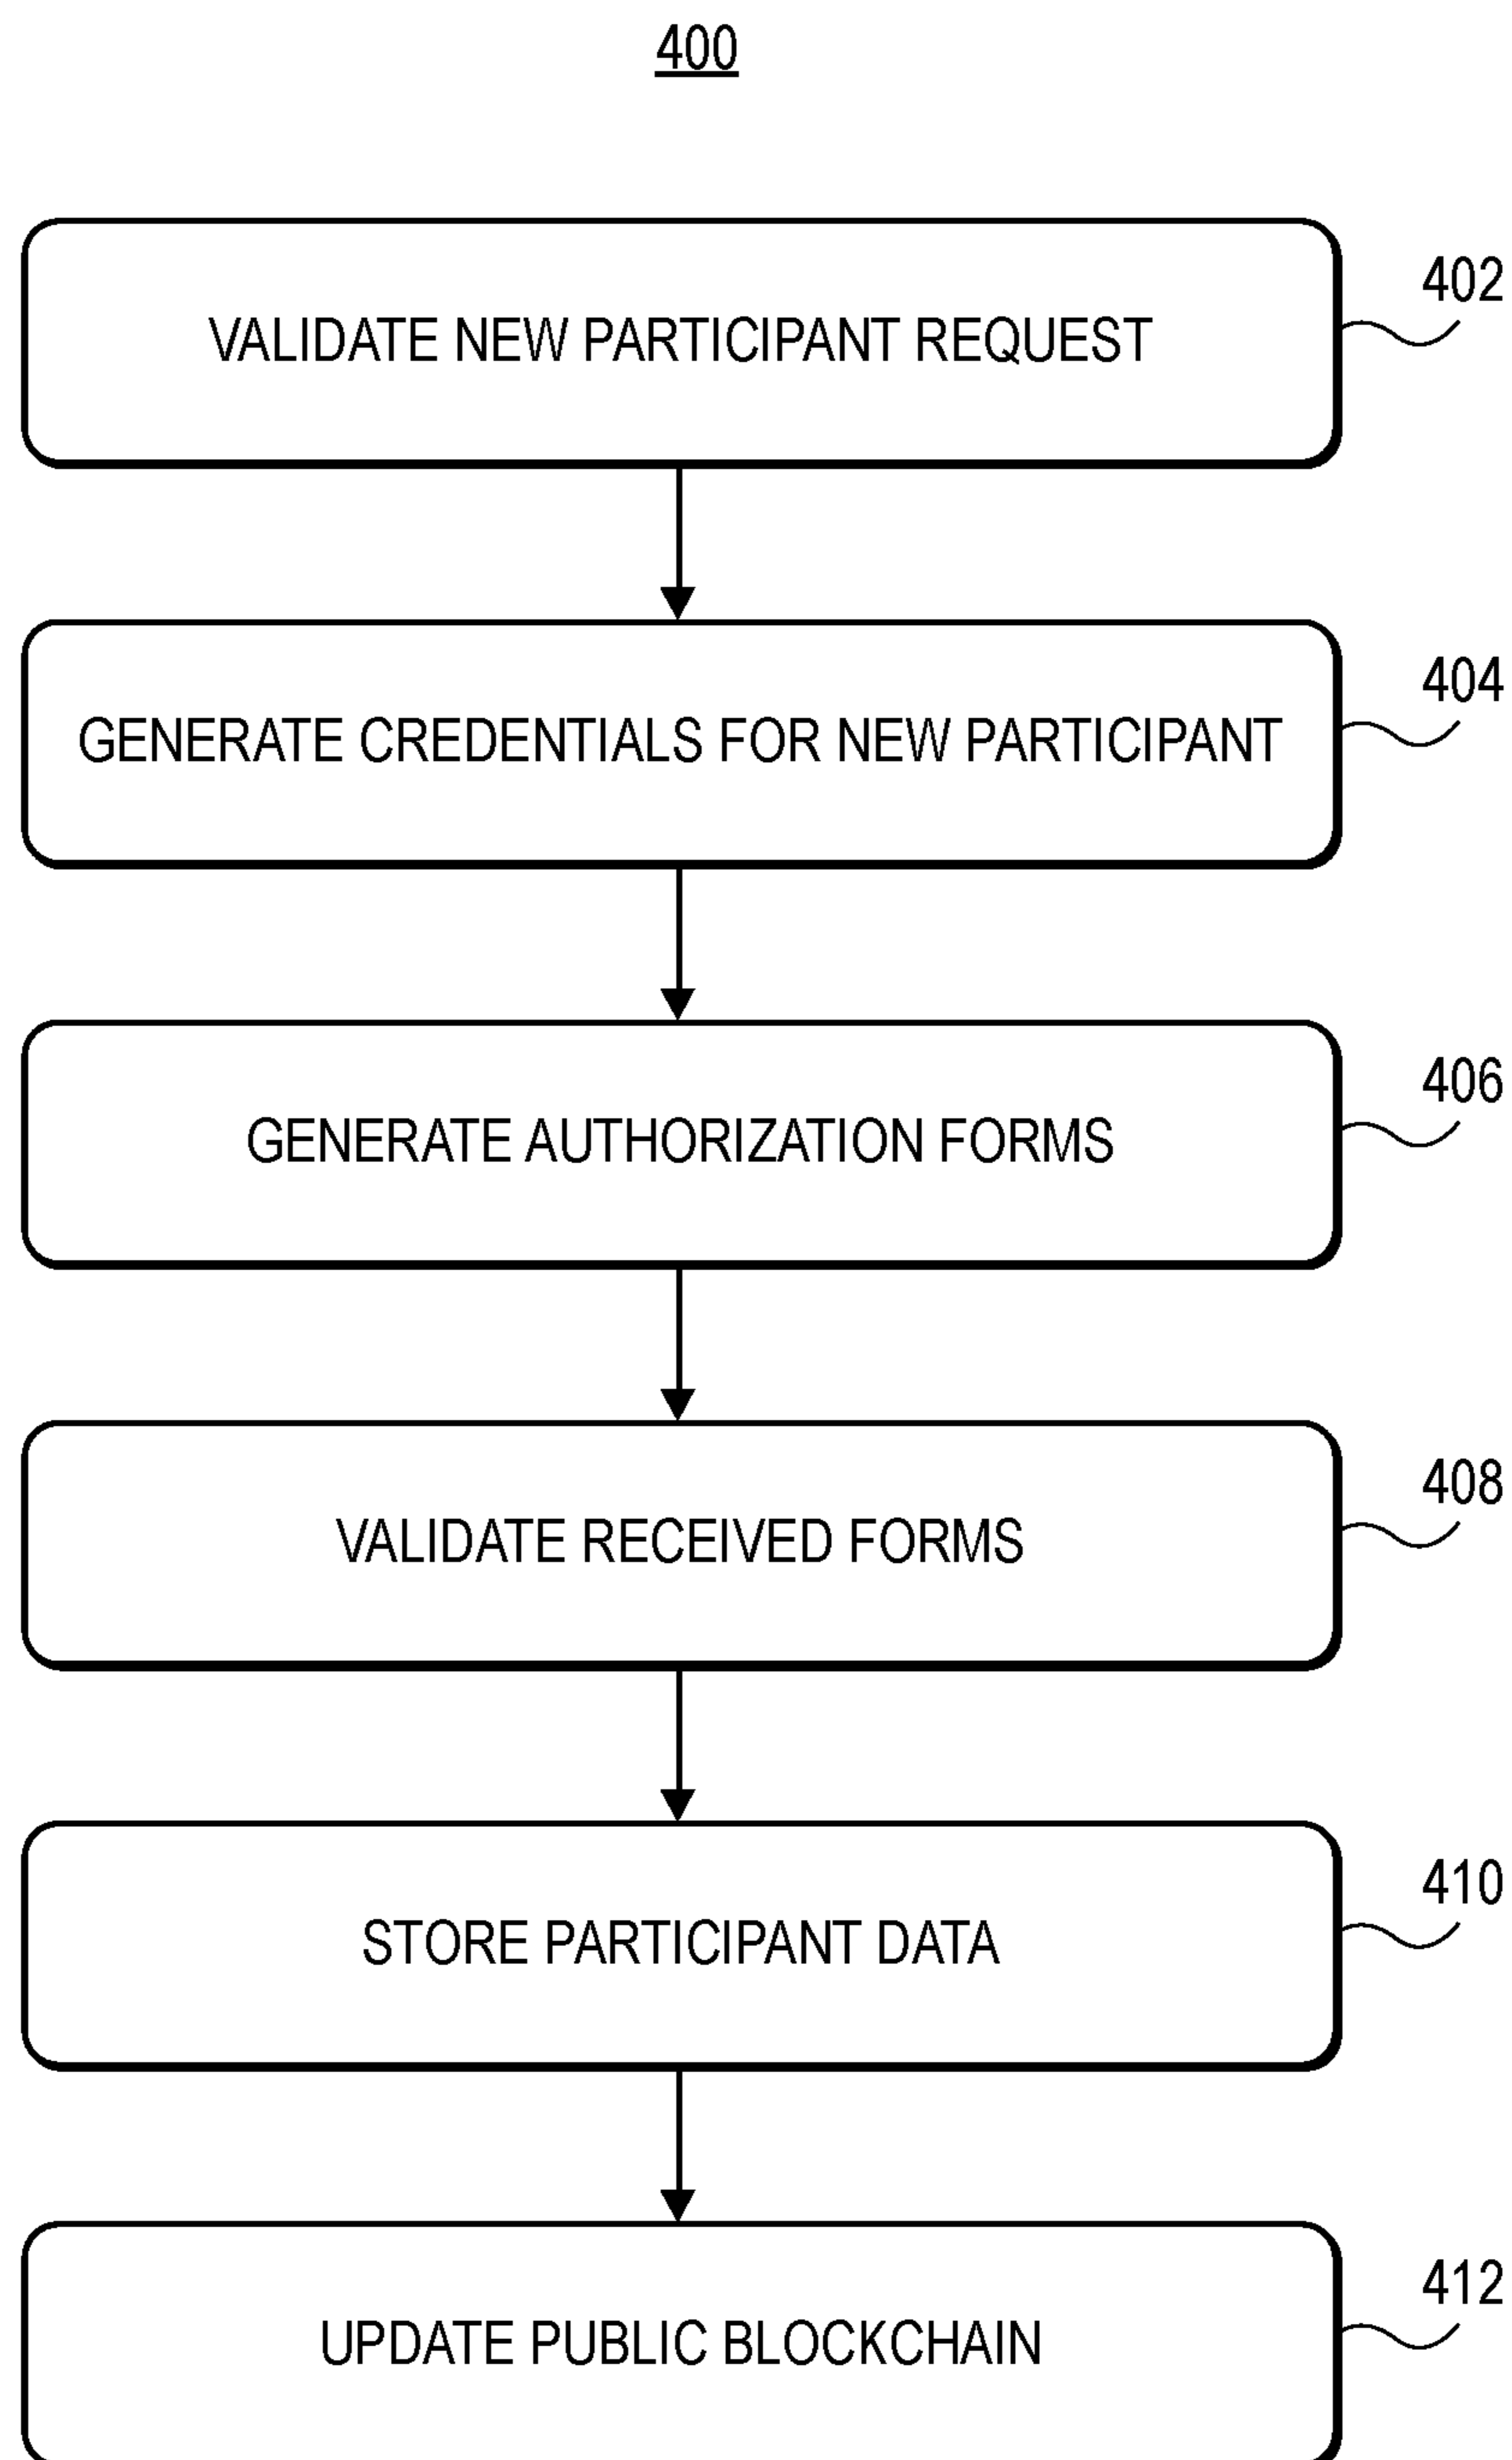 400
VALIDATE NEW PARTICIPANT REQUEST
402
GENERATE CREDENTIALS FOR NEW PARTICIPANT
404
GENERATE AUTHORIZATION FORMS
406
VALIDATE RECEIVED FORMS
408
STORE PARTICIPANT DATA
410
UPDATE PUBLIC BLOCKCHAIN
412